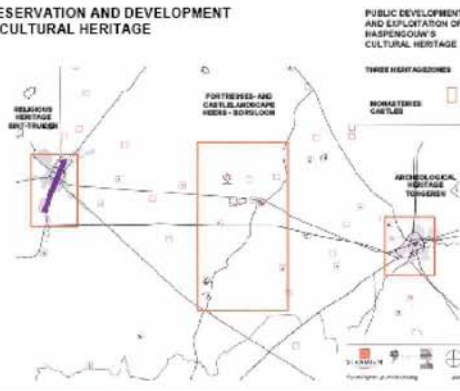 ESERVATION AND DEVELOPMENT
CULTURAL HERITAGE
PUBLIC DEVELOPMENT
AND EXPLOITATION OF
HASPENGOUW'S
CULTURAL HERITAGE
THREE HERITAGEZONES
MONASTERIES
CASTLES
RELIGIOUS
HERITAGE
SINT-TRUIDEN
FORTRESSES- AND
CASTLELANDSCAPE
HEERS - BORGLOON
ARCHEOLOGICAL
HERITAGE
TONGEREN